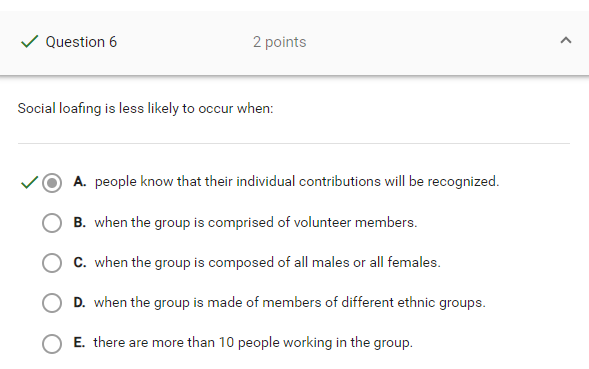 Question 6 2 points
Social loafing is less likely to occur when:
A. people know that their individual contributions will be recognized.
B. when the group is comprised of volunteer members.
C. when the group is composed of all males or all females.
D. when the group is made of members of different ethnic groups.
E. there are more than 10 people working in the group.